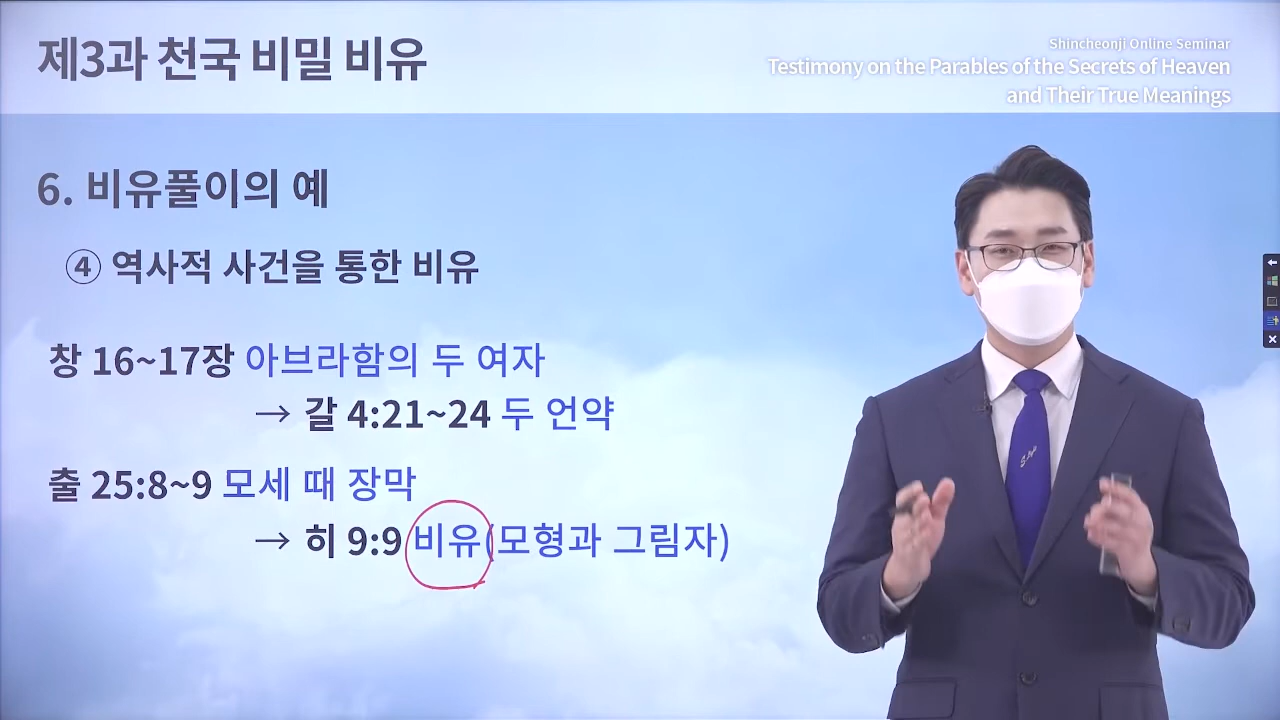 제3과 천국 비밀 비유
Shincheonji Online Seminar
Testimony on the Parables of the Secrets of Heaven
and Their True Meanings
6. 비유풀이의 예
④ 역사적 사건을 통한 비유
창 16~17장 아브라함의 두 여자
→ 갈 4:21~24 두 언약
출 25:8~9 모세 때 장막
→ 히 9:9 비유(모형과 그림자)